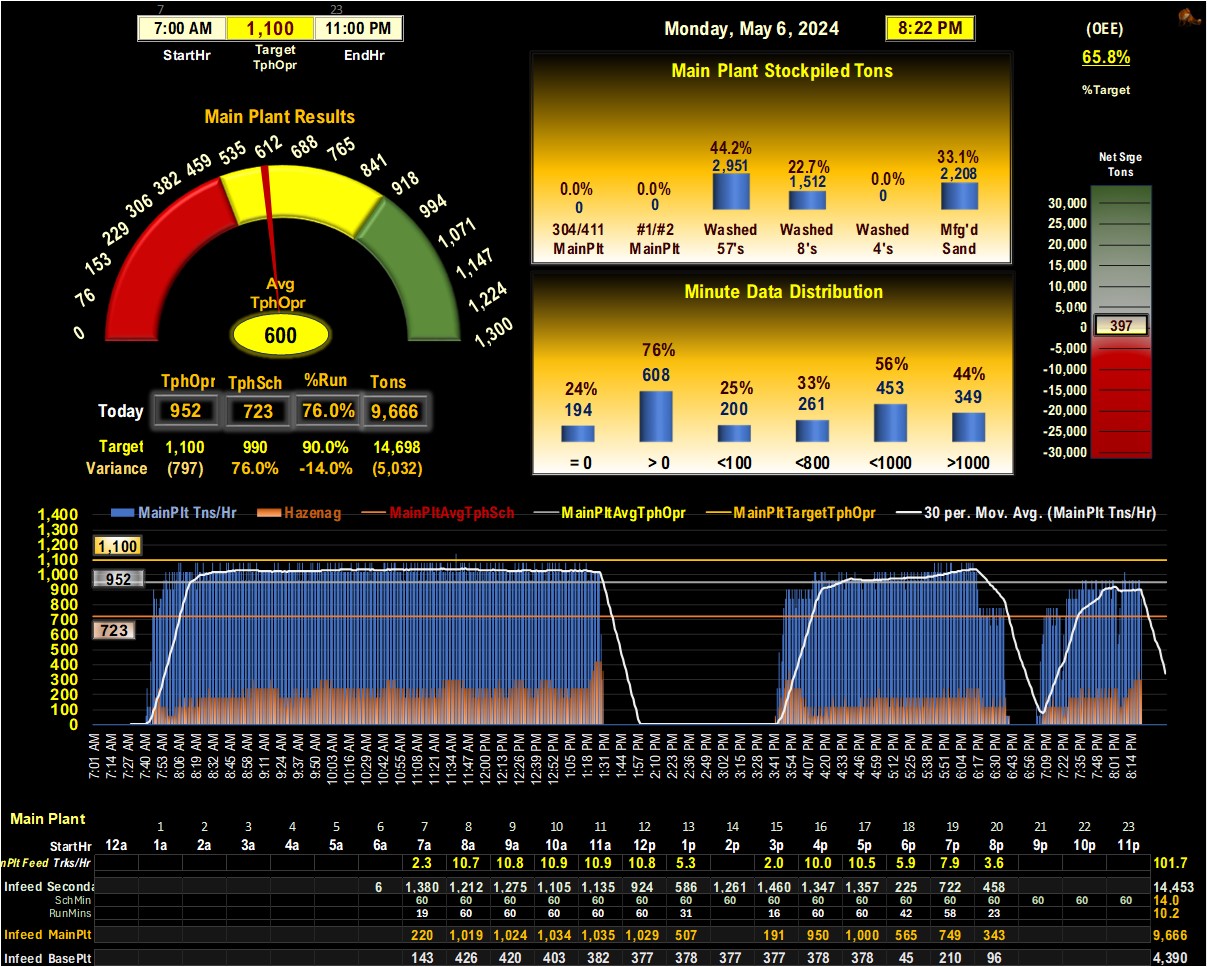 7 23
7:00 AM 1,100 11:00 PM
StartHr Target TphOpr EndHr
Monday, May 6, 2024 8:22 PM
(OEE)
65.8%
%Target
Main Plant Results
0 76 153 229 306 382 459 535 612 688 765 841 918 994 1,071 1,147 1,224 1,300
Avg
TphOpr
600
TphOpr TphSch %Run Tons
Today 952 723 76.0% 9,666
Target 1,100 990 90.0% 14,698
Variance (797) 76.0% -14.0% (5,032)
Main Plant Stockpiled Tons
0.0% 0.0% 44.2% 22.7% 0.0% 33.1%
0 0 2,951 1,512 0 2,208
304/411 #1/#2 Washed Washed Washed Mfg'd
MainPlt MainPlt 57's 8's 4's Sand
Minute Data Distribution
24% 76% 25% 33% 56% 44%
194 608 200 261 453 349
= 0 > 0 <100 <800 <1000 >1000
Net Srge
Tons
30,000
25,000
20,000
15,000
10,000
5,000
0 397
-5,000
-10,000
-15,000
-20,000
-25,000
-30,000
MainPlt Tns/Hr Hazenag MainPltAvgTphSch MainPltAvgTphOpr MainPltTargetTphOpr 30 per. Mov. Avg. (MainPlt Tns/Hr)
1,400
1,300
1,200
1,100
1,000
900
800
700
600
500
400
300
200
100
0
1,100
952
723
7:01 AM 7:14 AM 7:27 AM 7:40 AM 7:53 AM 8:06 AM 8:19 AM 8:32 AM 8:45 AM 8:58 AM 9:11 AM 9:24 AM 9:37 AM 9:50 AM 10:03 AM 10:16 AM 10:29 AM 10:42 AM 10:55 AM 11:08 AM 11:21 AM 11:34 AM 11:47 AM 12:00 PM 12:13 PM 12:26 PM 12:39 PM 12:52 PM 1:05 PM 1:18 PM 1:31 PM 1:44 PM 1:57 PM 2:10 PM 2:23 PM 2:36 PM 2:49 PM 3:02 PM 3:15 PM 3:28 PM 3:41 PM 3:54 PM 4:07 PM 4:20 PM 4:33 PM 4:46 PM 4:59 PM 5:12 PM 5:25 PM 5:38 PM 5:51 PM 6:04 PM 6:17 PM 6:30 PM 6:43 PM 6:56 PM 7:09 PM 7:22 PM 7:35 PM 7:48 PM 8:01 PM 8:14 PM
Main Plant
1 2 3 4 5 6 7 8 9 10 11 12 13 14 15 16 17 18 19 20 21 22 23
StartHr 12a 1a 2a 3a 4a 5a 6a 7a 8a 9a 10a 11a 12p 1p 2p 3p 4p 5p 6p 7p 8p 9p 10p 11p
nPlt Feed Trks/Hr 2.3 10.7 10.8 10.9 10.9 10.8 5.3 2.0 10.0 10.5 5.9 7.9 3.6 101.7
Infeed Seconda 6 1,380 1,212 1,275 1,105 1,135 924 586 1,261 1,460 1,347 1,357 225 722 458 14,453
SchMin 60 60 60 60 60 60 60 60 60 60 60 60 60 60 60 60 60 14.0
RunMins 19 60 60 60 60 60 31 16 60 60 42 58 23 10.2
Infeed MainPlt 220 1,019 1,024 1,034 1,035 1,029 507 191 950 1,000 565 749 343 9,666
Infeed BasePlt 143 426 420 403 382 377 378 377 377 378 378 45 210 96 4,390